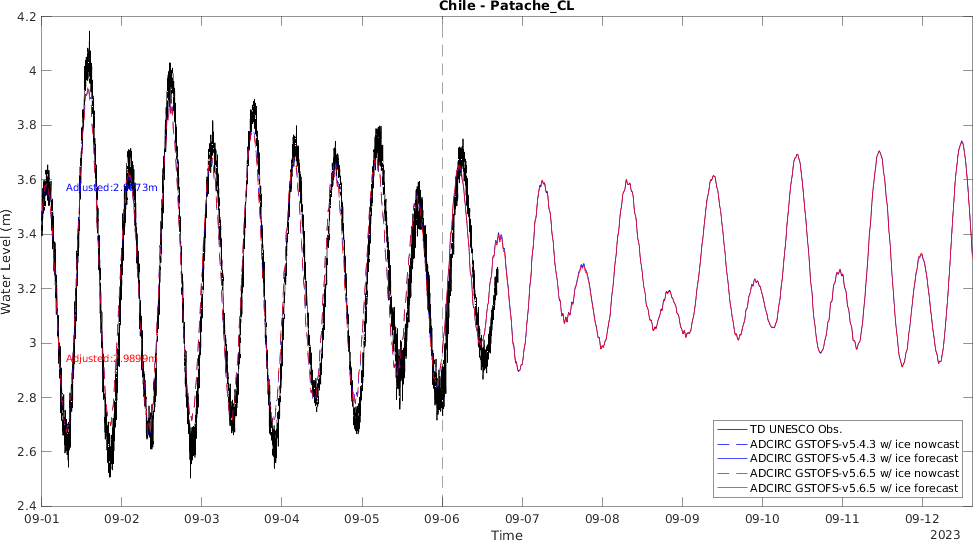 Chile - Patache_CL
4.2
4
3.8
3.6
3.4
3.2
3
2.8
2.6
2.4
Water Level (m)
Adjusted:
Adjusted:2.9899m
09-01 09-02 09-03 09-04 09-05 09-06 09-07 09-08 09-09 09-10 09-11 09-12
Time
2023
TD UNESCO Obs.
ADCIRC GSTOFS-v5.4.3 w/ ice nowcast
ADCIRC GSTOFS-v5.4.3 w/ ice forecast
ADCIRC GSTOFS-v5.6.5 w/ ice nowcast
ADCIRC GSTOFS-v5.6.5 w/ ice forecast